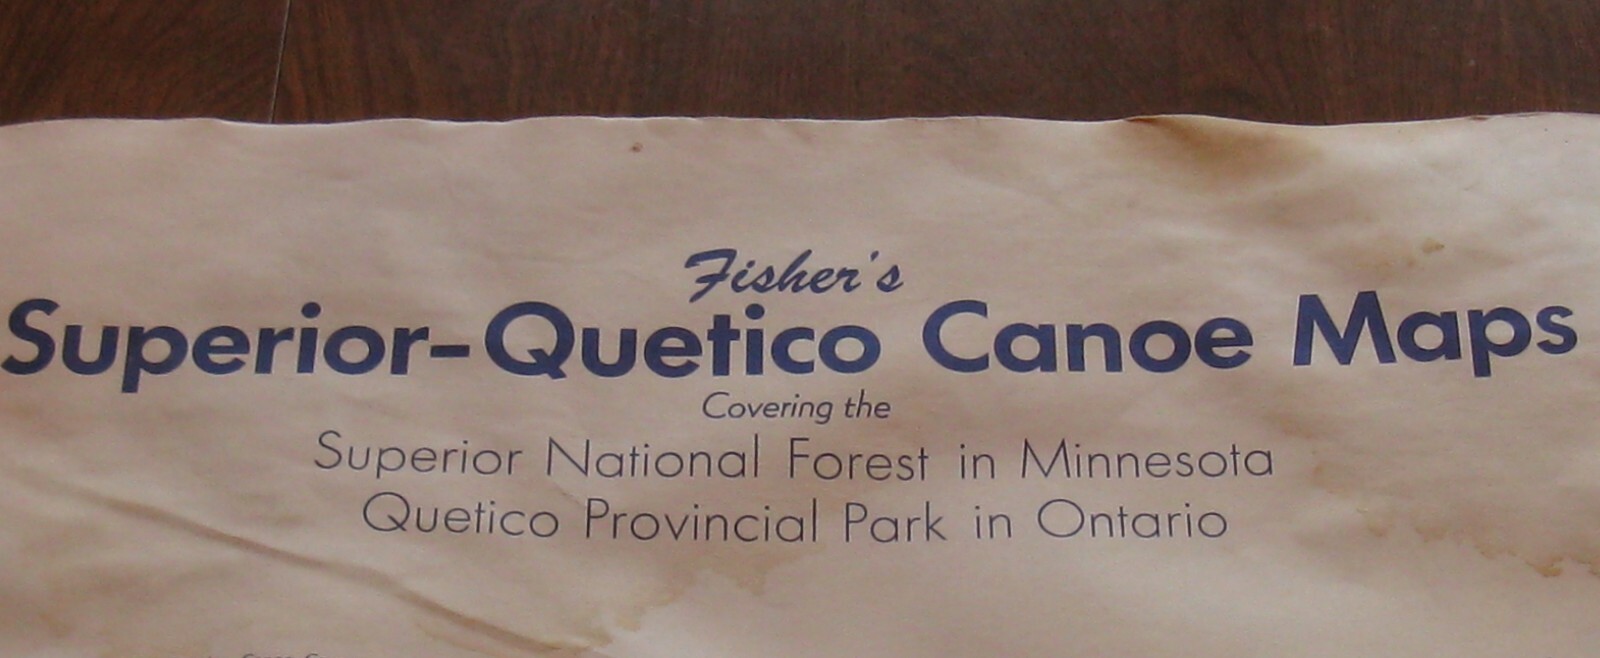 Fisher's
Superior-Quetico Canoe Maps
Covering the
Superior National Forest in Minnesota
Quetico Provincial Park in Ontario